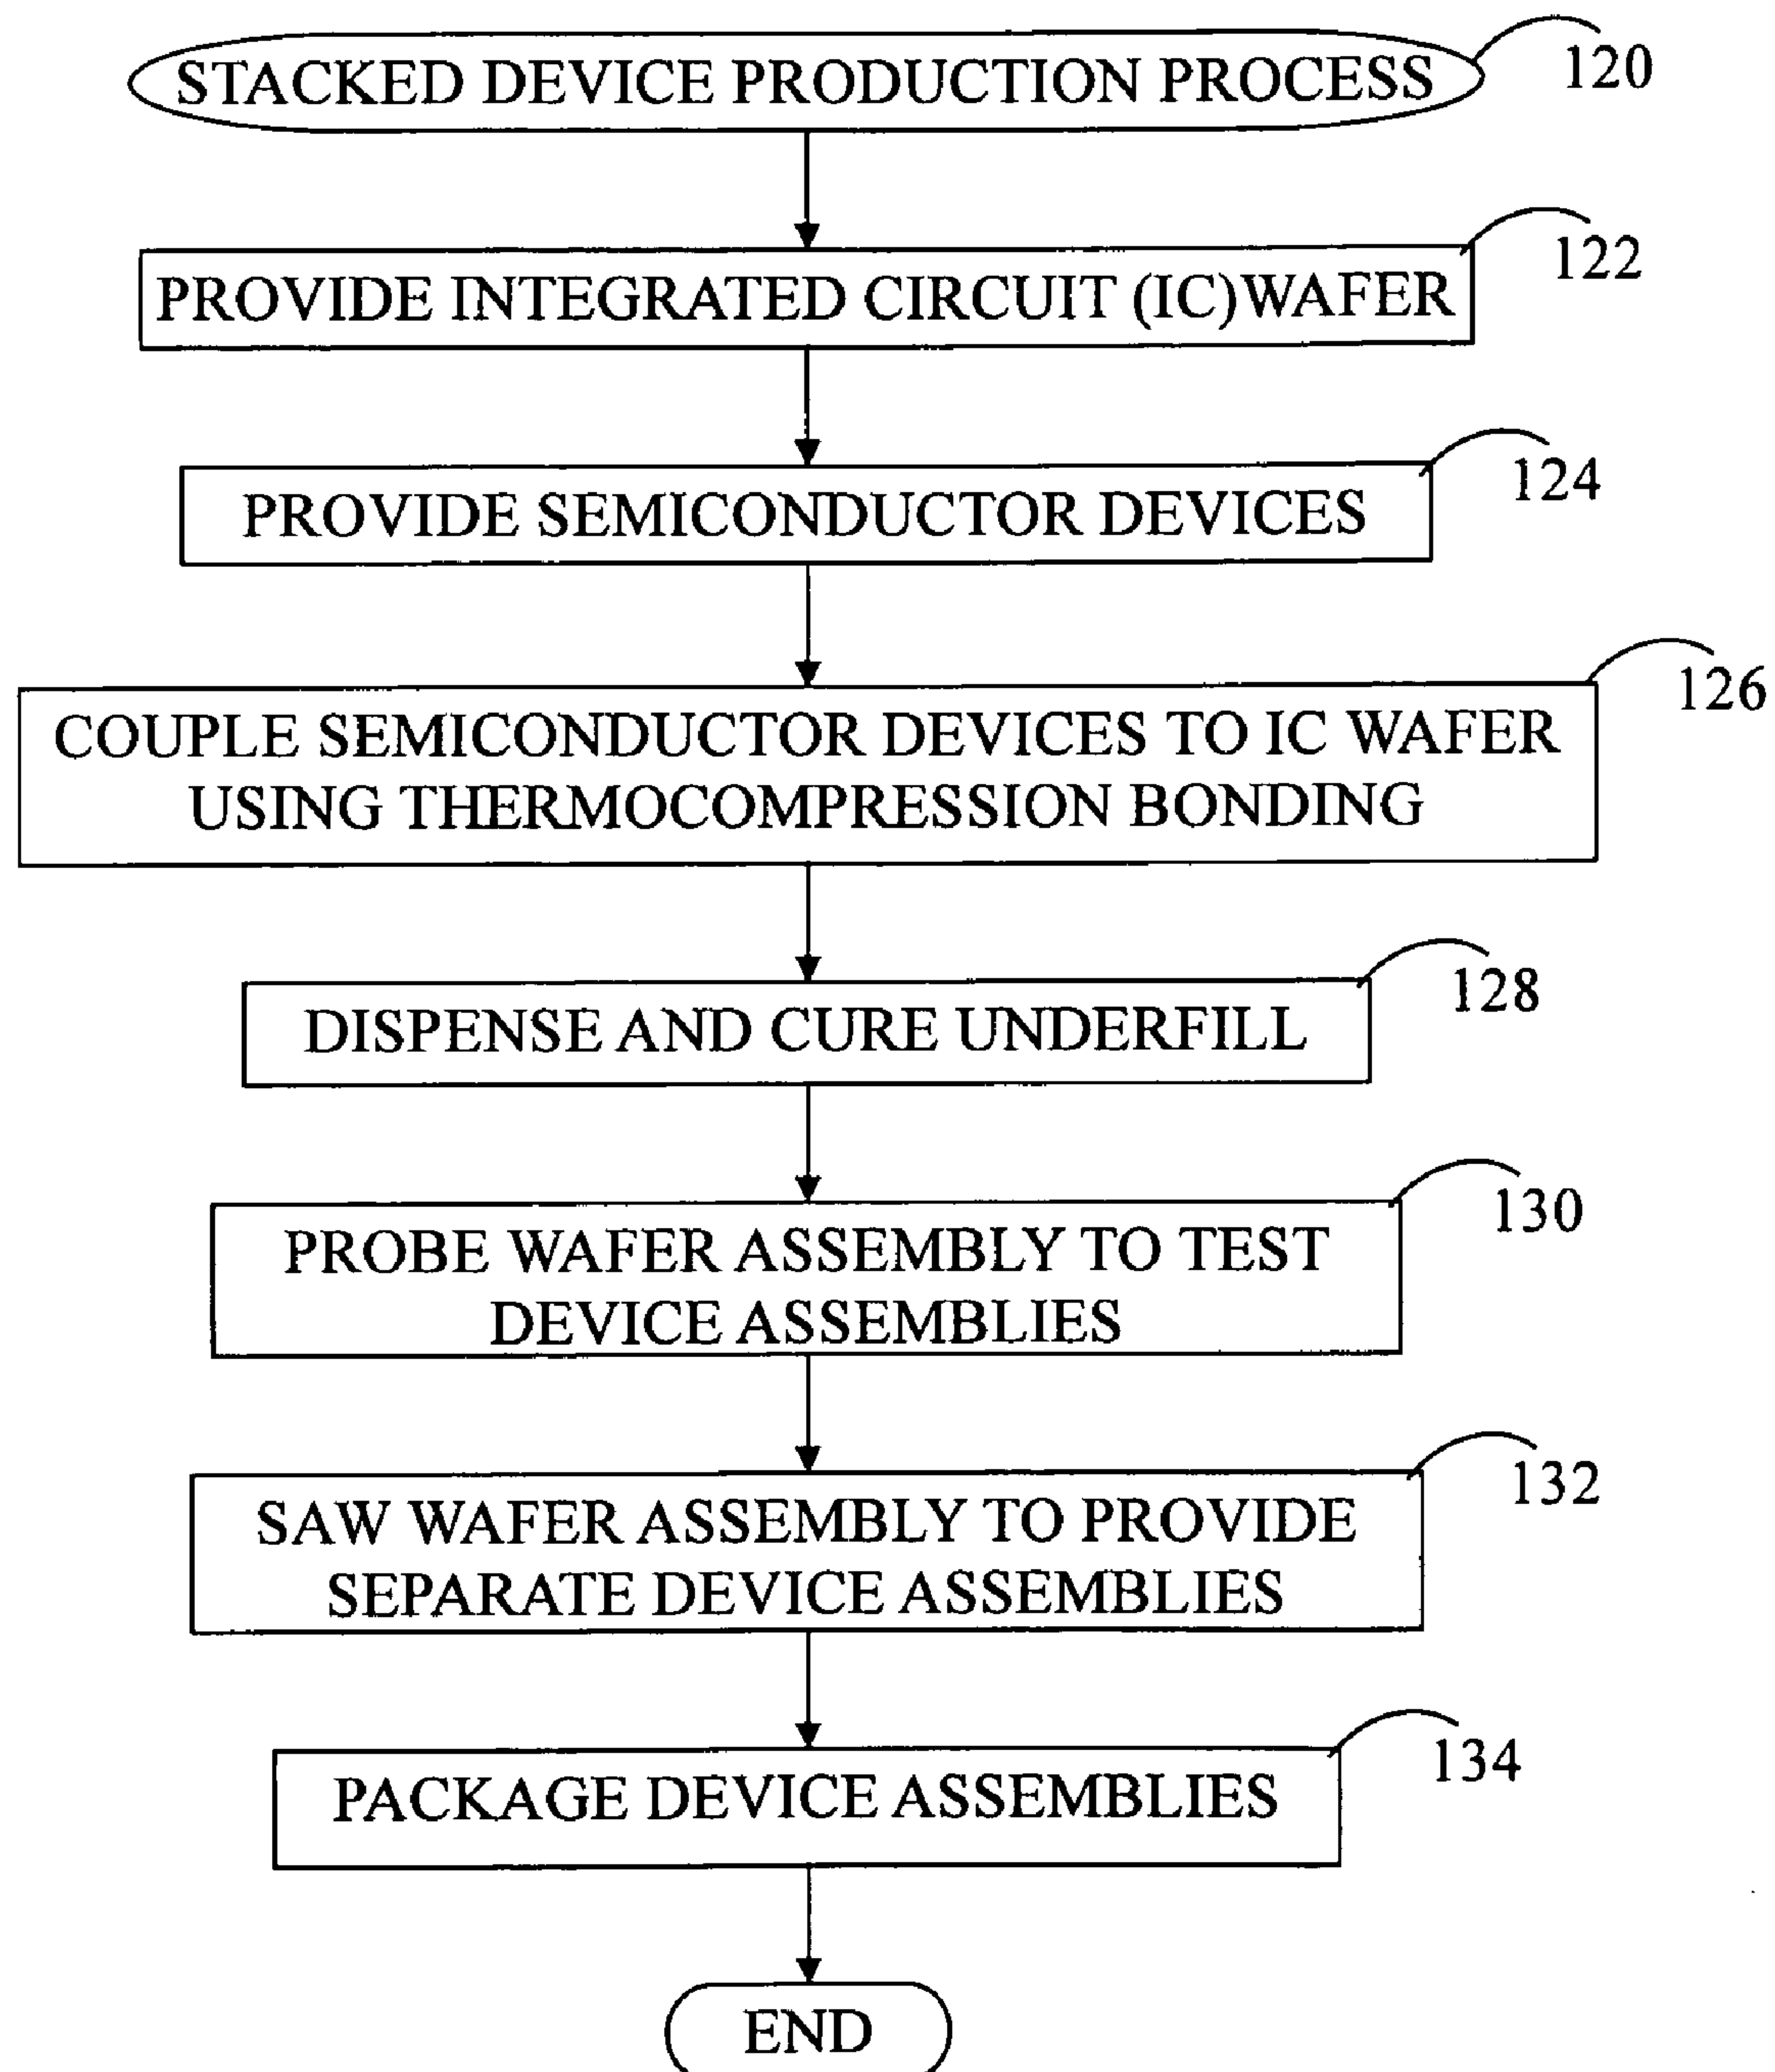 STACKED DEVICE PRODUCTION PROCESS
120
PROVIDE INTEGRATED CIRCUIT (IC)WAFER
122
PROVIDE SEMICONDUCTOR DEVICES
124
COUPLE SEMICONDUCTOR DEVICES TO IC WAFER
USING THERMOCOMPRESSION BONDING
126
DISPENSE AND CURE UNDERFILL
128
PROBE WAFER ASSEMBLY TO TEST
DEVICE ASSEMBLIES
130
SAW WAFER ASSEMBLY TO PROVIDE
SEPARATE DEVICE ASSEMBLIES
132
PACKAGE DEVICE ASSEMBLIES
134
END